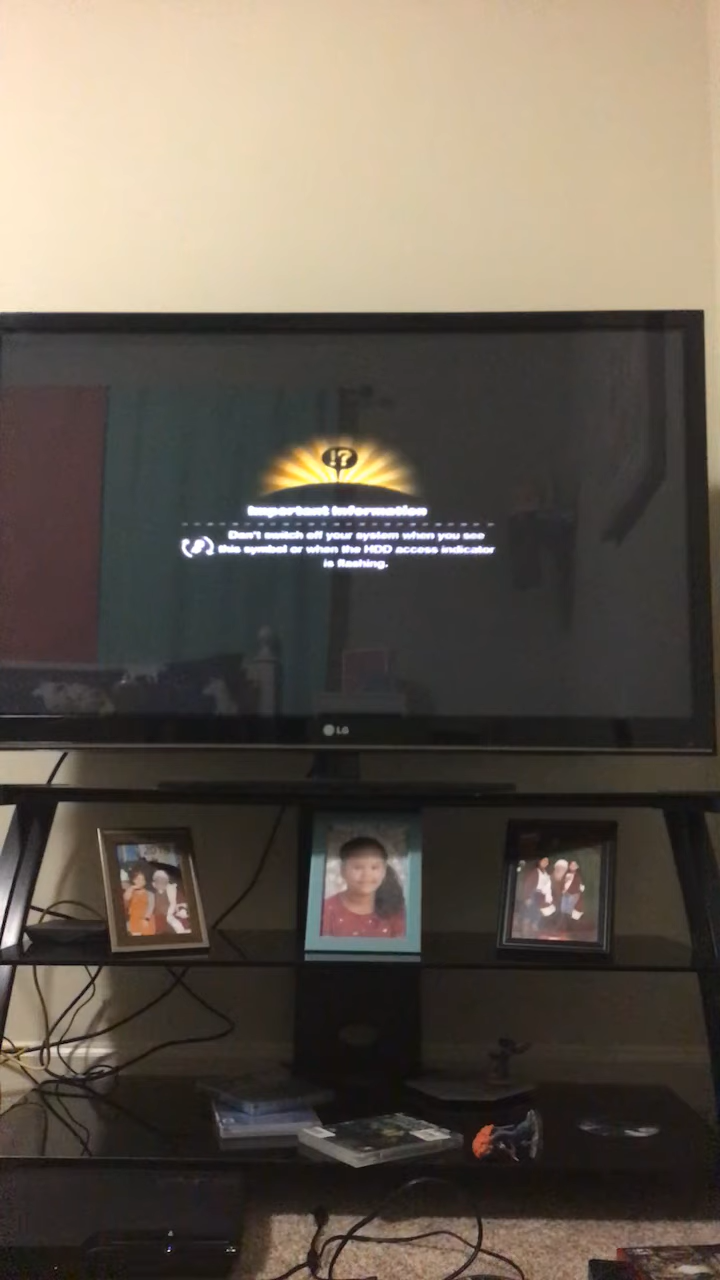 !?
Important Information
Don't switch off your system when you see
this symbol or when the HDD access indicator
is flashing.
LG